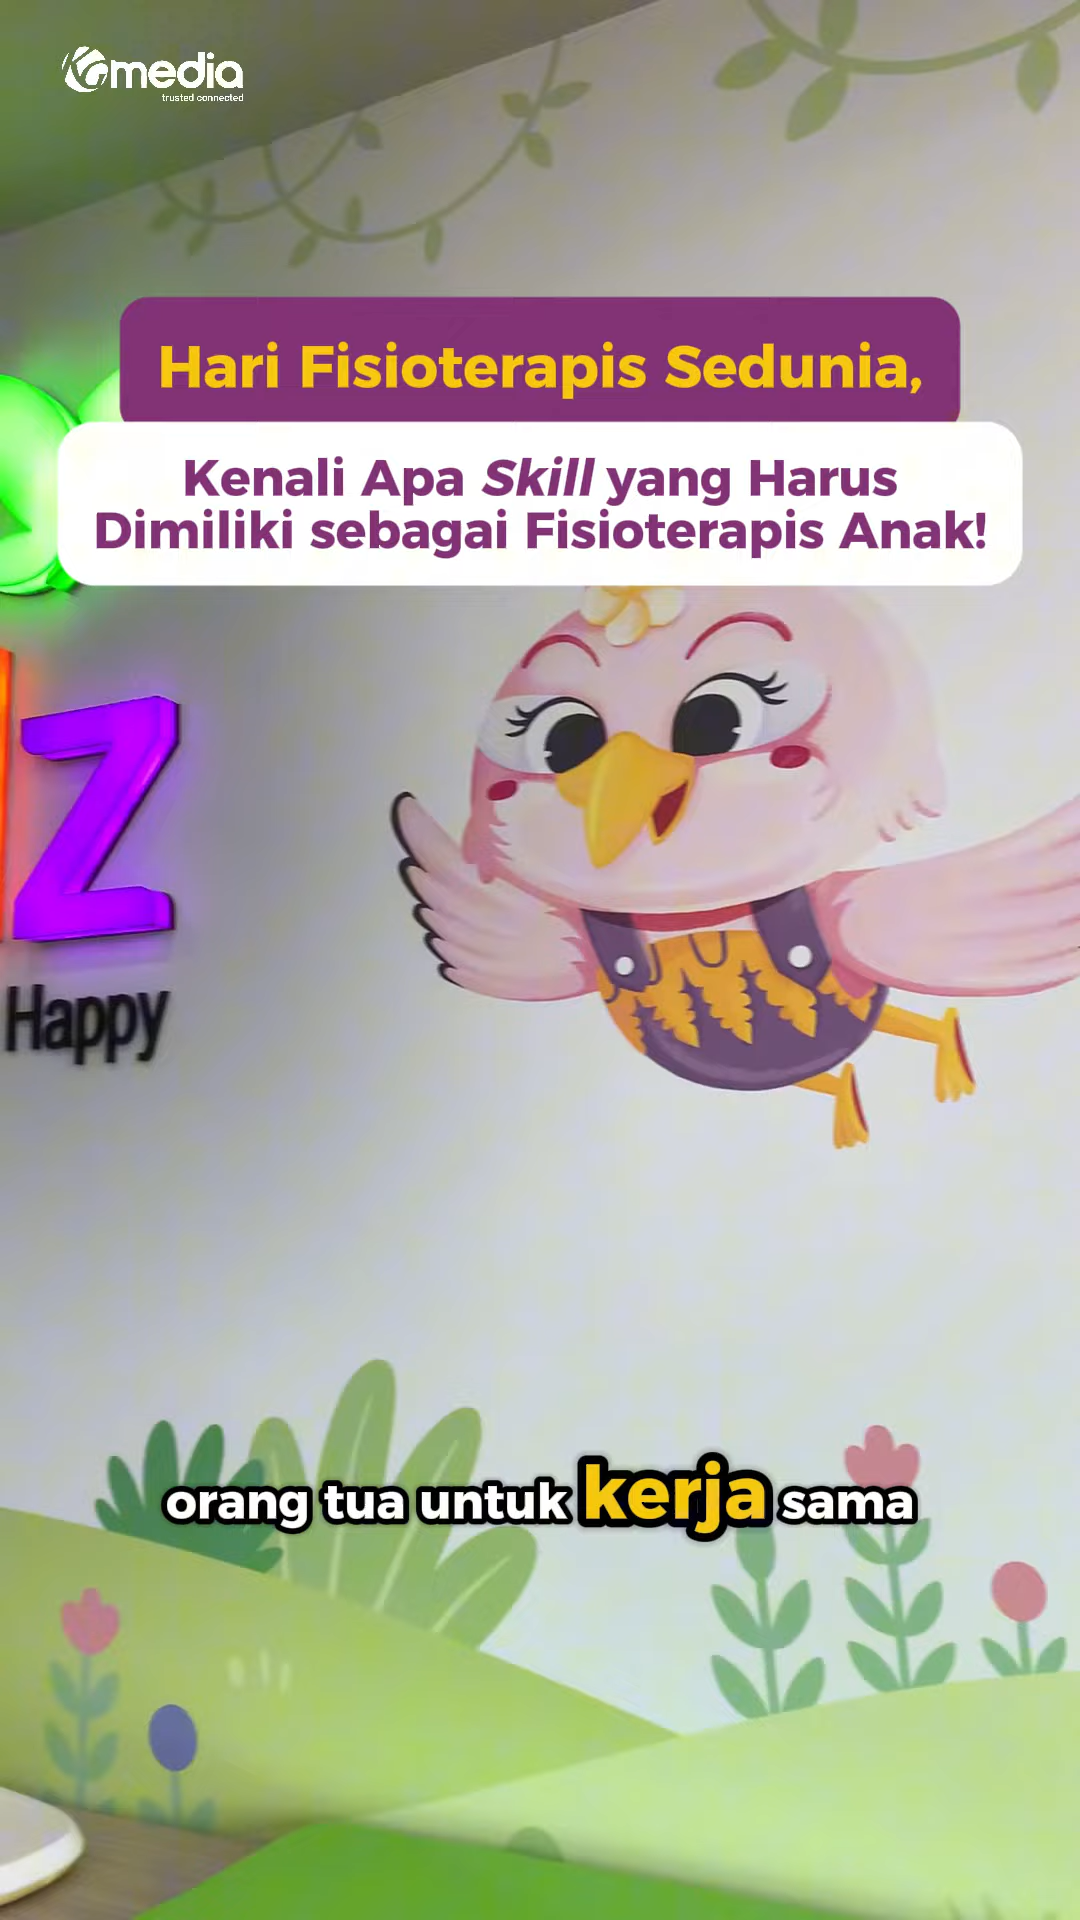 media
trusted connected
Hari Fisioterapis Sedunia,
Kenali Apa Skill yang Harus
Dimiliki sebagai Fisioterapis Anak!
Z
Happy
orang tua untuk kerja sama